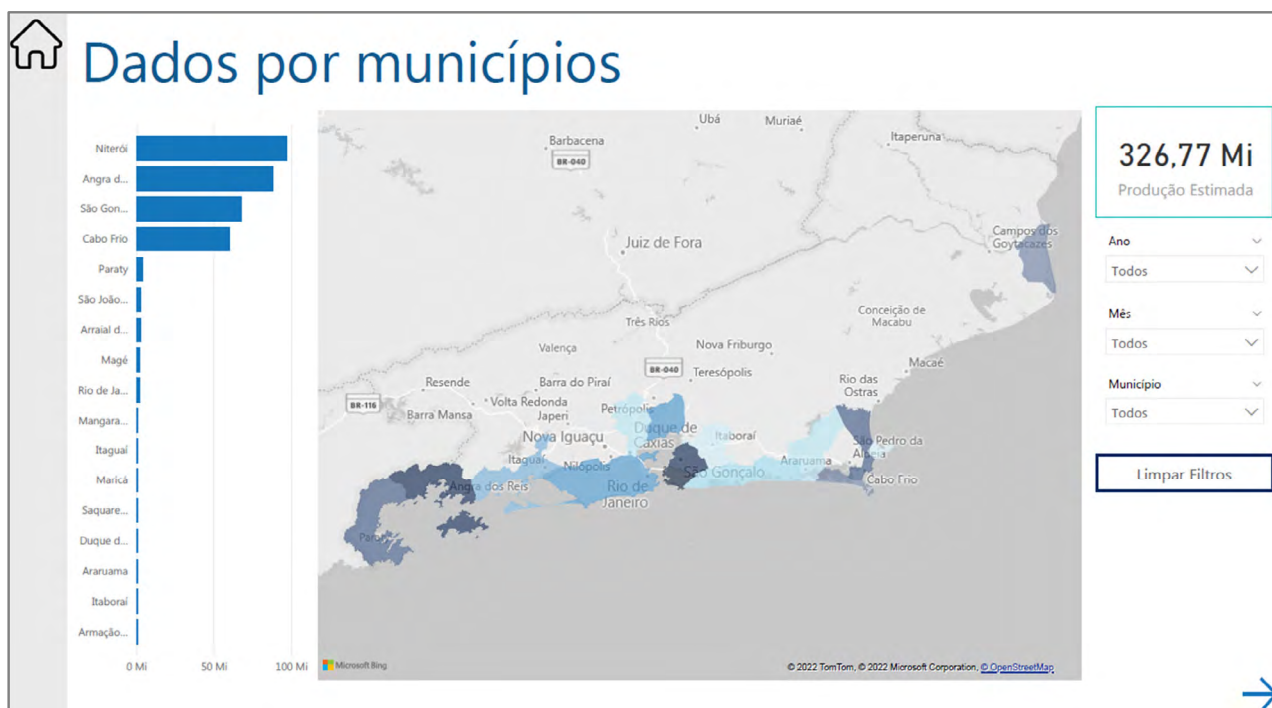 Dados por municípios
Niterói
Angra d...
São Gon...
Cabo Frio
Paraty
São João...
Arraial d...
Magé
Rio de Ja...
Mangara...
Itaguaí
Maricá
Saquare...
Duque d...
Araruama
Itaboraí
Armação...
0 Mi
50 Mi
100 Mi
Ubá
Muriaé
Itaperuna
Barbacena
BR-040
Campos dos
Goytacazes
Juiz de Fora
Conceição de
Macabu
Três Rios
Nova Friburgo
Valença
Macaé
BR-040
Teresópolis
Rio das
Ostras
Resende
Barra do Piraí
BR-116
Volta Redonda
Barra Mansa
Japeri
Petrópolis
Duque de
Caxias
Itaboraí
Nova Iguaçu
São Pedro da
Aldeia
Itaguaí
Nilópolis
São Gonçalo
Araruama
Cabo Frio
Angra dos Reis
Rio de
Janeiro
Paraty
Microsoft Bing
© 2022 TomTom, © 2022 Microsoft Corporation, © OpenStreetMap
326,77 Mi
Produção Estimada
Ano
Todos
Mês
Todos
Município
Todos
Limpar Filtros